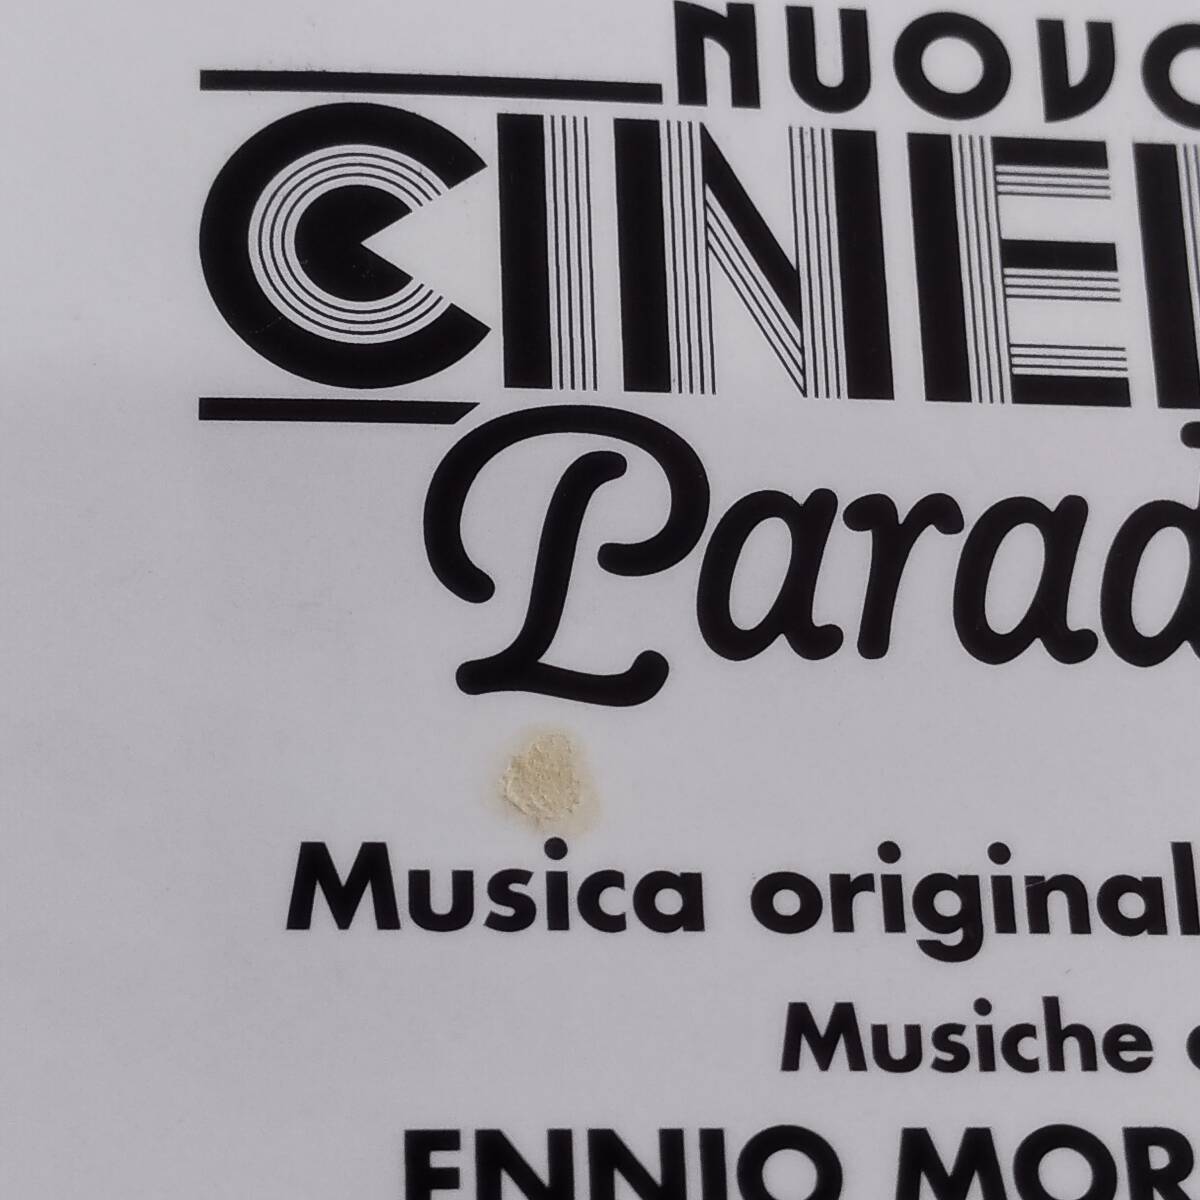 NUOVO
CINEM
Parad
Musica original
Musiche
ENNIO MOR